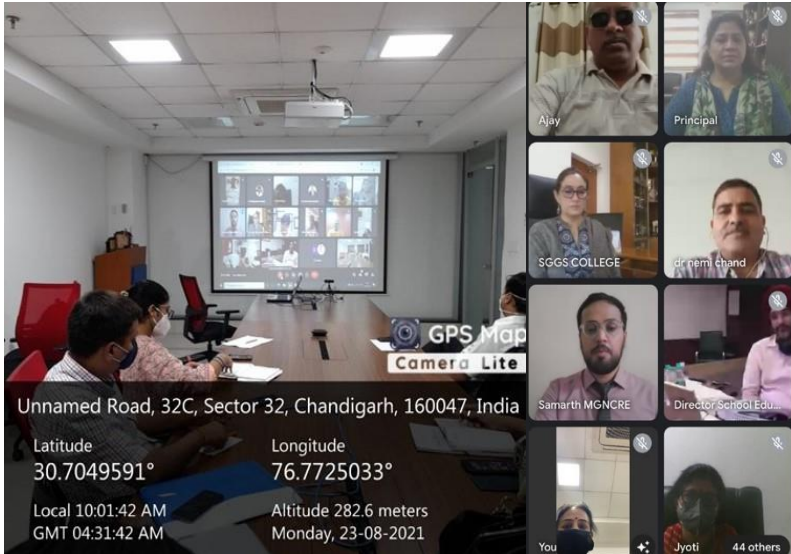 GPS Map
Camera Lite
Unnamed Road, 32C, Sector 32, Chandigarh, 160047, India
Latitude
30.7049591°
Longitude
76.7725033°
Local 10:01:42 AM
GMT 04:31:42 AM
Altitude 282.6 meters
Monday, 23-08-2021
Ajay
Principal
SGGS COLLEGE
dr nemi chand
Samarth MGNCRE
Director School Edu...
You
Jyoti
44 others